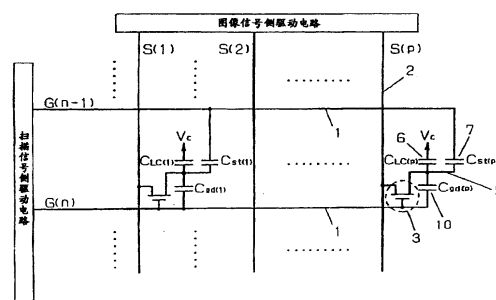 图像信号侧驱动电路
S(1) S(2) S(p)
2
G(n-1)
1
6 7
Vc Vc
CLC(1) Cst(1) CLC(p) Cst(p)
扫描信号侧驱动电路
Cgd(1) Cgd(p)
G(n)
1 3 10